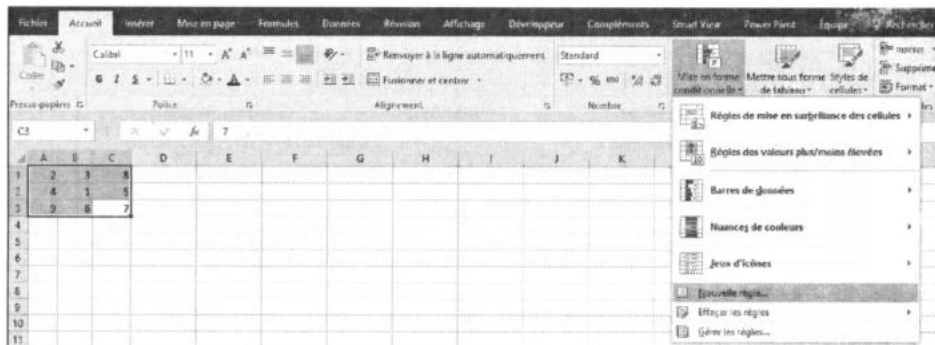 Fichier Accueil Insérer Mise en page Formules Données Révision Affichage Développeur Compléments Smart View Power Pivot Équipe Rechercher
Calibri 11 A A Renvoyer à la ligne automatiquement Standard Insérer
Coller G I S A Fusionner et centrer % 000 Mise en forme conditionnelle Mettre sous forme de tableau Styles de cellules Supprime
Format
Presse-papiers Police Alignement Nombre
C3 fx 7
Règles de mise en surbrillance des cellules
A B C D E F G H I J K
1 2 3 8
Règles des valeurs plus/moins élevées
2 4 1 5
3 9 6 7
Barres de données
4
5
Nuances de couleurs
6
7
Jeux d'icônes
8
Nouvelle règle...
9
Effacer les règles
10
Gérer les règles...
11